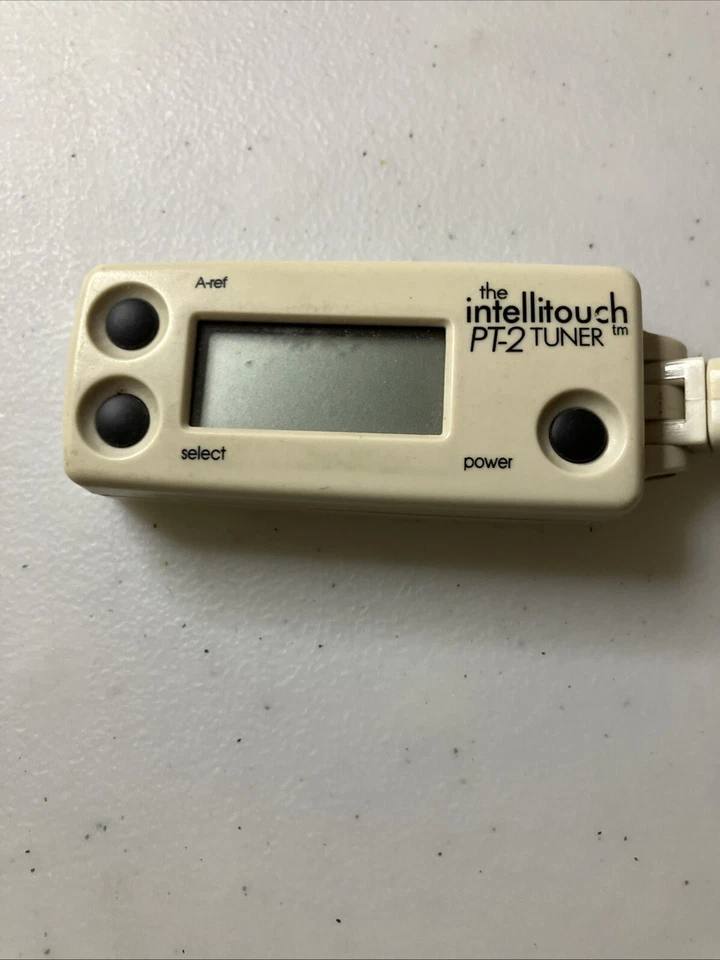 A-ref
the
intellitouch
PT-2 TUNER tm
select
power